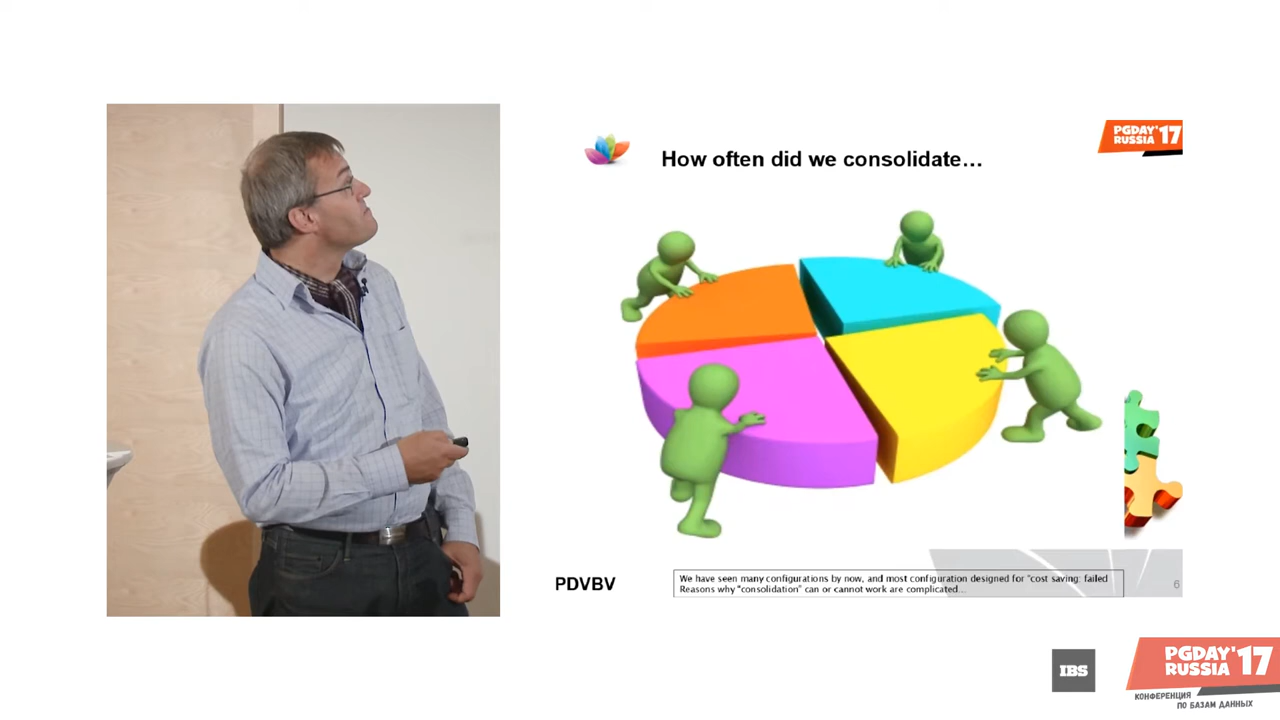 PGDAY'17
RUSSIA
How often did we consolidate...
PDVBV
We have seen many configurations by now, and most configuration designed for "cost saving: failed
Reasons why "consolidation" can or cannot work are complicated...
6
IBS
PGDAY'17
RUSSIA
КОНФЕРЕНЦИЯ
ПО БАЗАМ ДАННЫХ